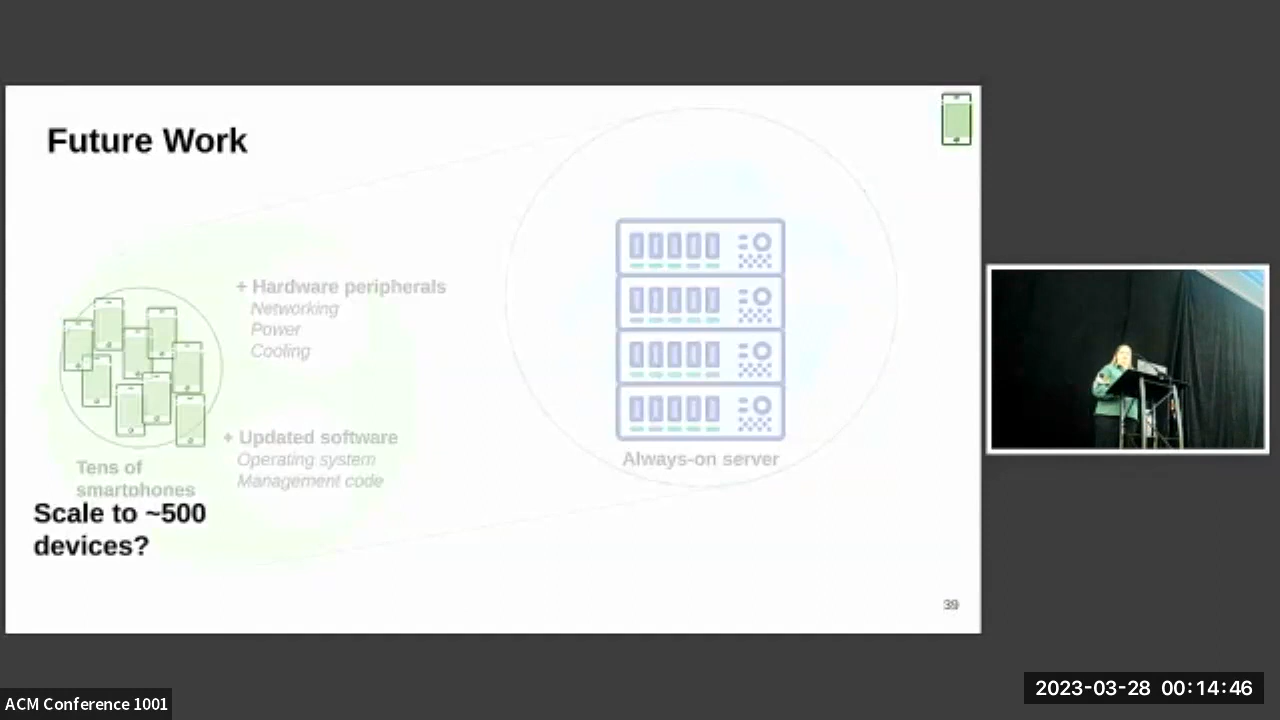 Future Work
+ Hardware peripherals
Networking
Power
Cooling
+ Updated software
Operating system
Management code
Tens of
smartphones
Scale to ~500
devices?
Always-on server
39
ACM Conference 1001
2023-03-28 00:14:46